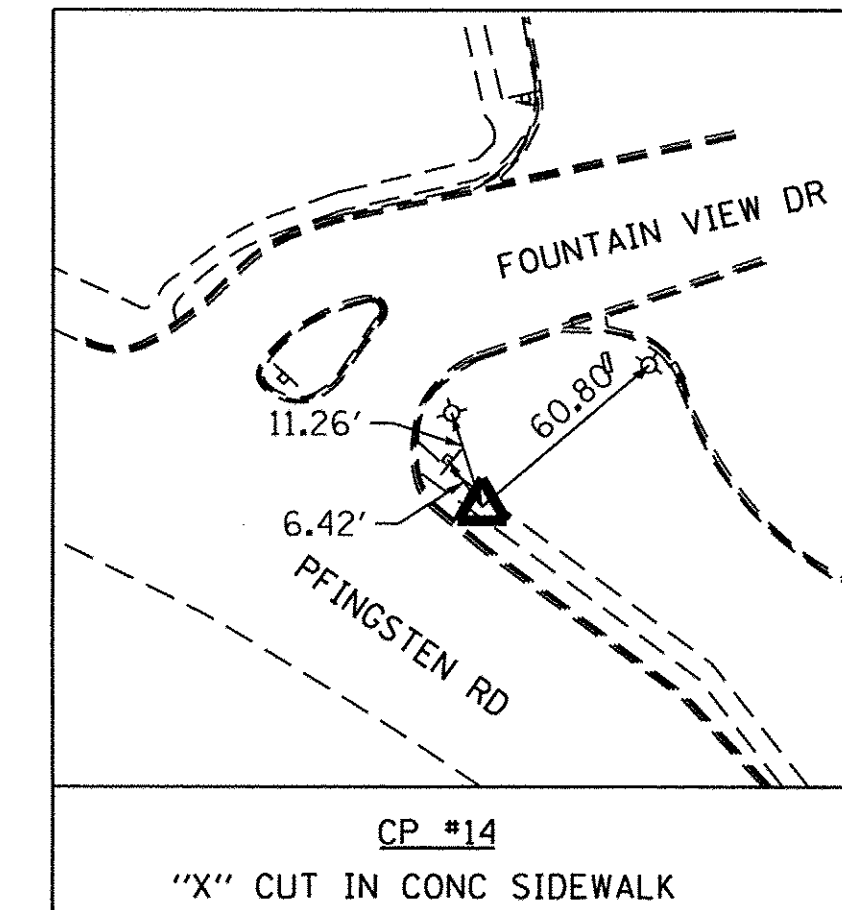 FOUNTAIN VIEW DR
60.80'
11.26'
6.42'
PFINGSTEN RD
CP #14
"X" CUT IN CONC SIDEWALK